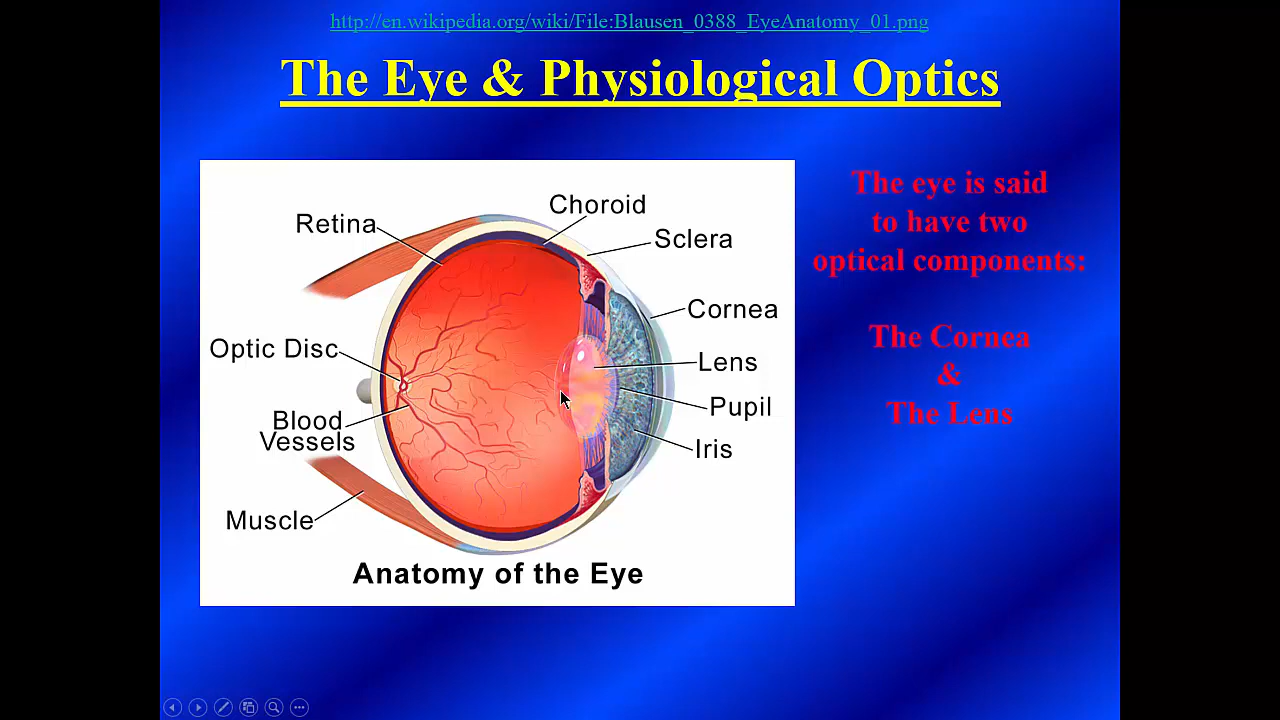 http://en.wikipedia.org/wiki/File:Blausen_0388_EyeAnatomy_01.png
The Eye & Physiological Optics
Choroid
Retina
Sclera
Cornea
Optic Disc
Lens
Pupil
Blood
Vessels
Iris
Muscle
Anatomy of the Eye
The eye is said
to have two
optical components:
The Cornea
&
The Lens